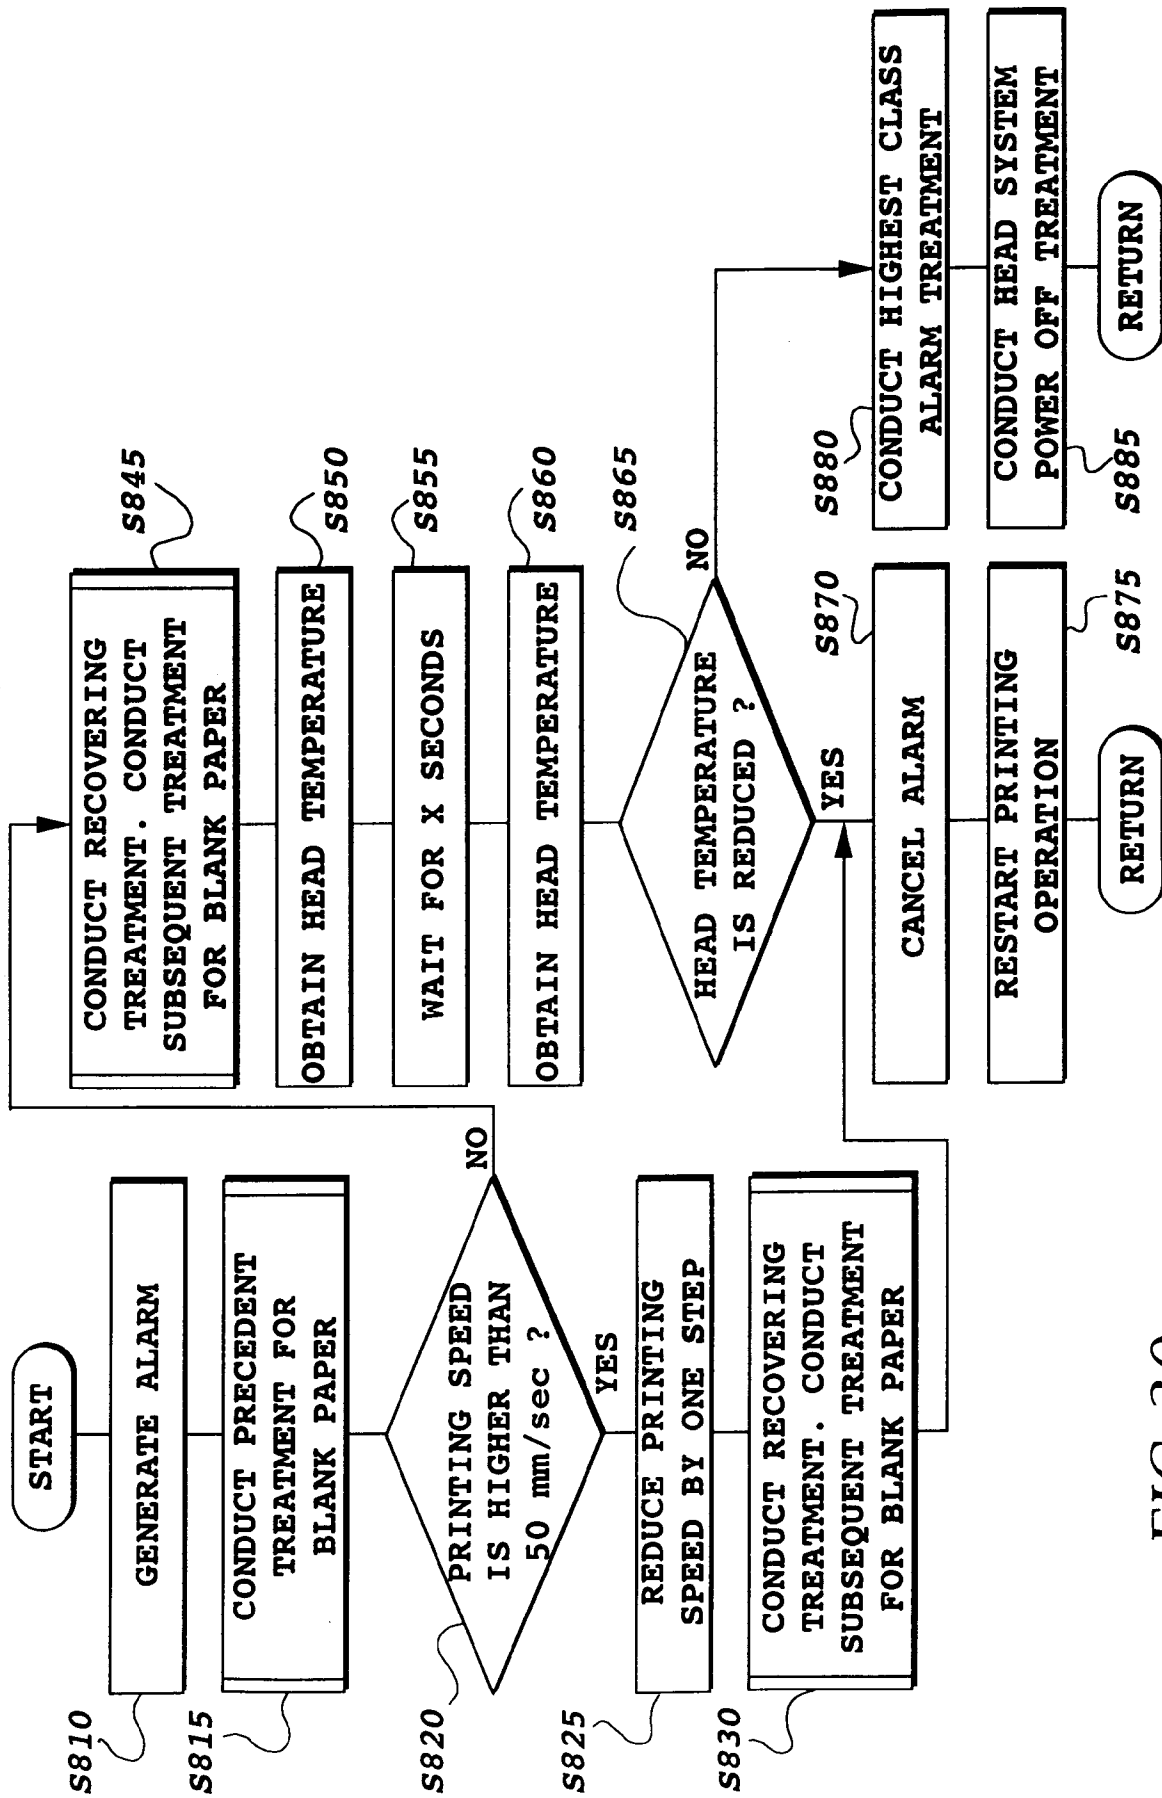 START
S810
GENERATE ALARM
S815
CONDUCT PRECEDENT
TREATMENT FOR
BLANK PAPER
S820
PRINTING SPEED
IS HIGHER THAN
50 mm/sec ?
NO
YES
S825
REDUCE PRINTING
SPEED BY ONE STEP
S830
CONDUCT RECOVERING
TREATMENT. CONDUCT
SUBSEQUENT TREATMENT
FOR BLANK PAPER
CONDUCT RECOVERING
TREATMENT. CONDUCT
SUBSEQUENT TREATMENT
FOR BLANK PAPER
S845
OBTAIN HEAD TEMPERATURE
S850
WAIT FOR X SECONDS
S855
OBTAIN HEAD TEMPERATURE
S860
HEAD TEMPERATURE
IS REDUCED ?
S865
NO
YES
S870
CANCEL ALARM
RESTART PRINTING
OPERATION
S875
RETURN
S880
CONDUCT HIGHEST CLASS
ALARM TREATMENT
CONDUCT HEAD SYSTEM
POWER OFF TREATMENT
S885
RETURN